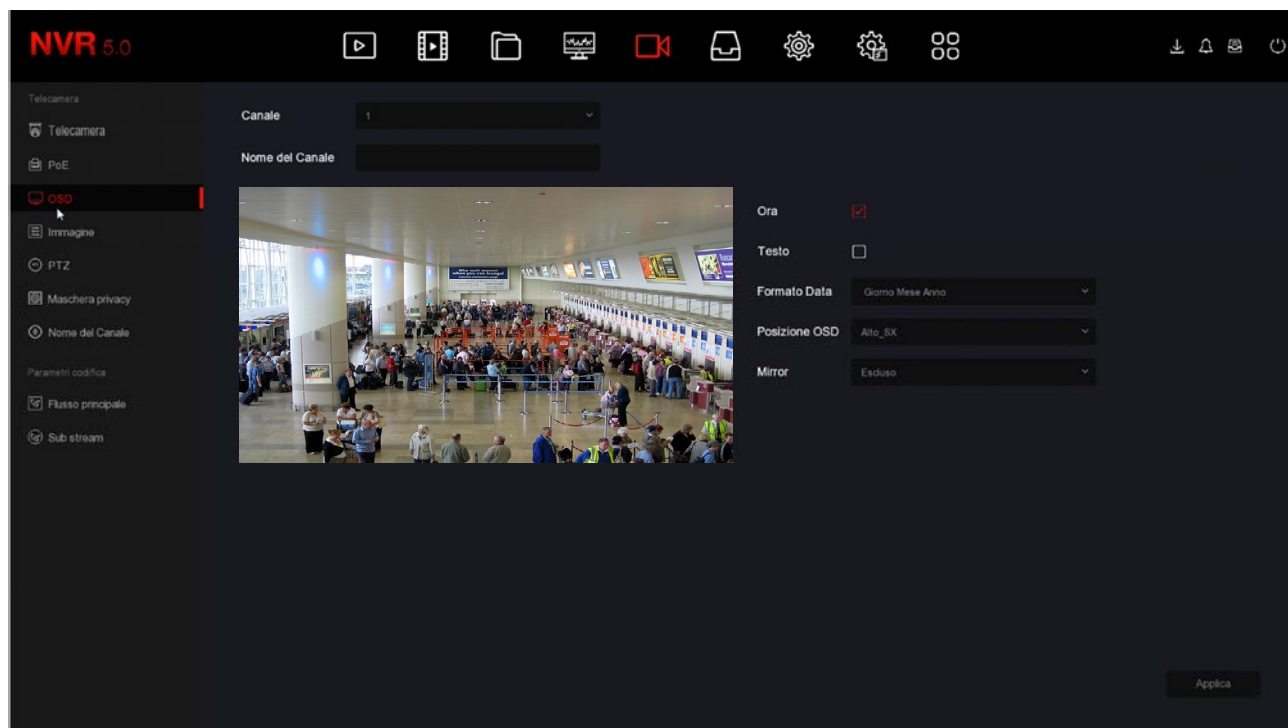 NVR 5.0
Telecamera
Telecamera
PoE
OSD
Immagine
PTZ
Maschera privacy
Nome del Canale
Parametri codifica
Flusso principale
Sub stream
Canale 1
Nome del Canale
Ora
Testo
Formato Data Giorno Mese Anno
Posizione OSD Alto_SX
Mirror Escluso
Applica